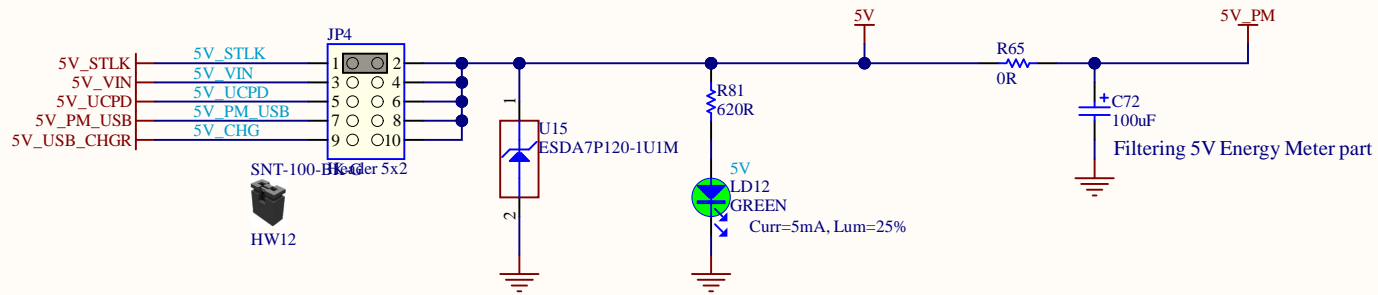 5V
5V_PM
JP4
5V_STLK 5V_STLK 1 2
5V_VIN 5V_VIN 3 4
5V_UCPD 5V_UCPD 5 6
5V_PM_USB 5V_PM_USB 7 8
5V_USB_CHGR 5V_CHG 9 10
SNT-100-BK-G
Header 5x2
HW12
1
U15
ESDA7P120-1U1M
2
R81
620R
5V
LD12
GREEN
Curr=5mA, Lum=25%
R65
0R
+
C72
100uF
Filtering 5V Energy Meter part